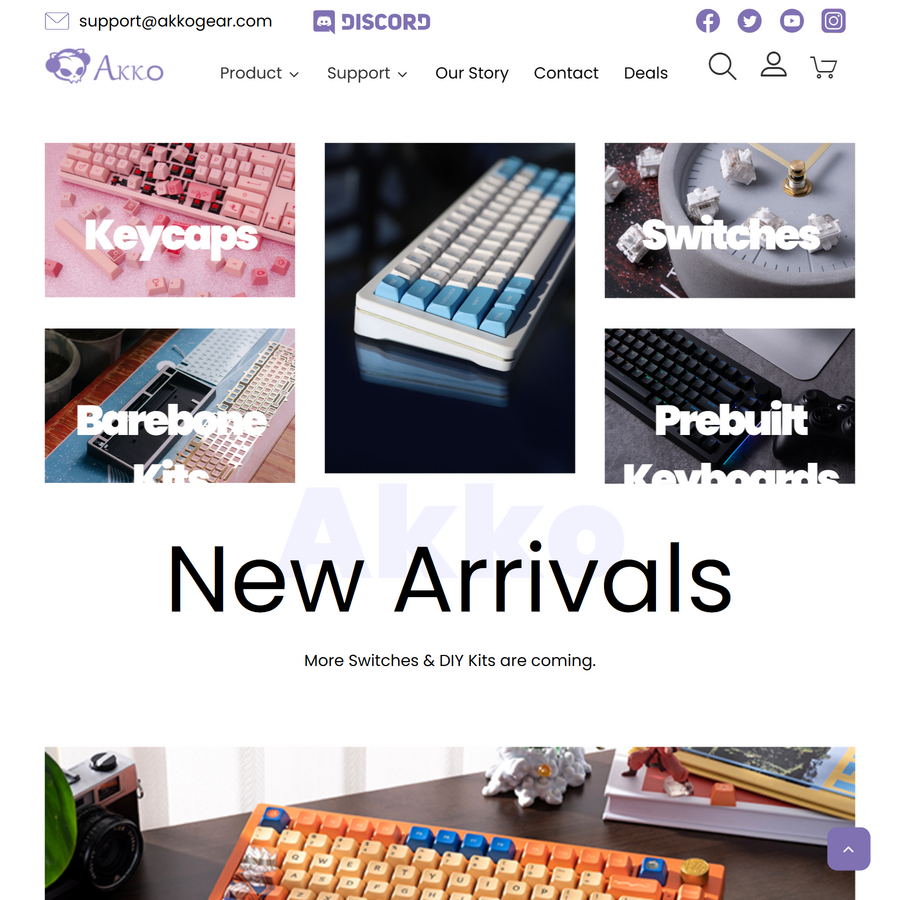 support@akkogear.com
DISCORD
AKKO
Product
Support
Our Story
Contact
Deals
Keycaps
Switches
Barebone
Kits
Prebuilt
Keyboards
Akko
New Arrivals
More Switches & DIY Kits are coming.